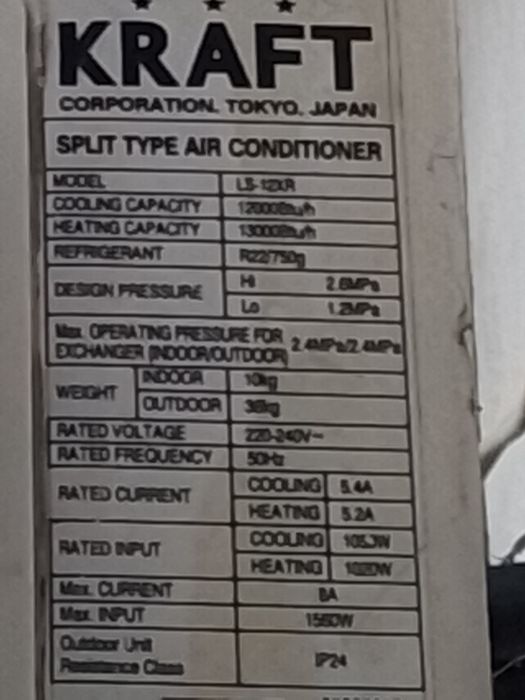 KRAFT
CORPORATION. TOKYO. JAPAN
SPLIT TYPE AIR CONDITIONER
MODEL LS-12XR
COOLING CAPACITY 12000Btu/h
HEATING CAPACITY 13000Btu/h
REFRIGERANT R22/750g
DESIGN PRESSURE
Hi 2.6MPa
Lo 1.2MPa
Max. OPERATING PRESSURE FOR
EXCHANGER (INDOOR/OUTDOOR) 2.4MPa/2.4MPa
WEIGHT
INDOOR 10kg
OUTDOOR
RATED VOLTAGE 220-240V~
RATED FREQUENCY 50Hz
RATED CURRENT
COOLING 5.4A
HEATING 5.2A
RATED INPUT
COOLING
HEATING 1020W
Max. CURRENT 8A
Max. INPUT 1560W
Outdoor Unit
Resistance Class IP24